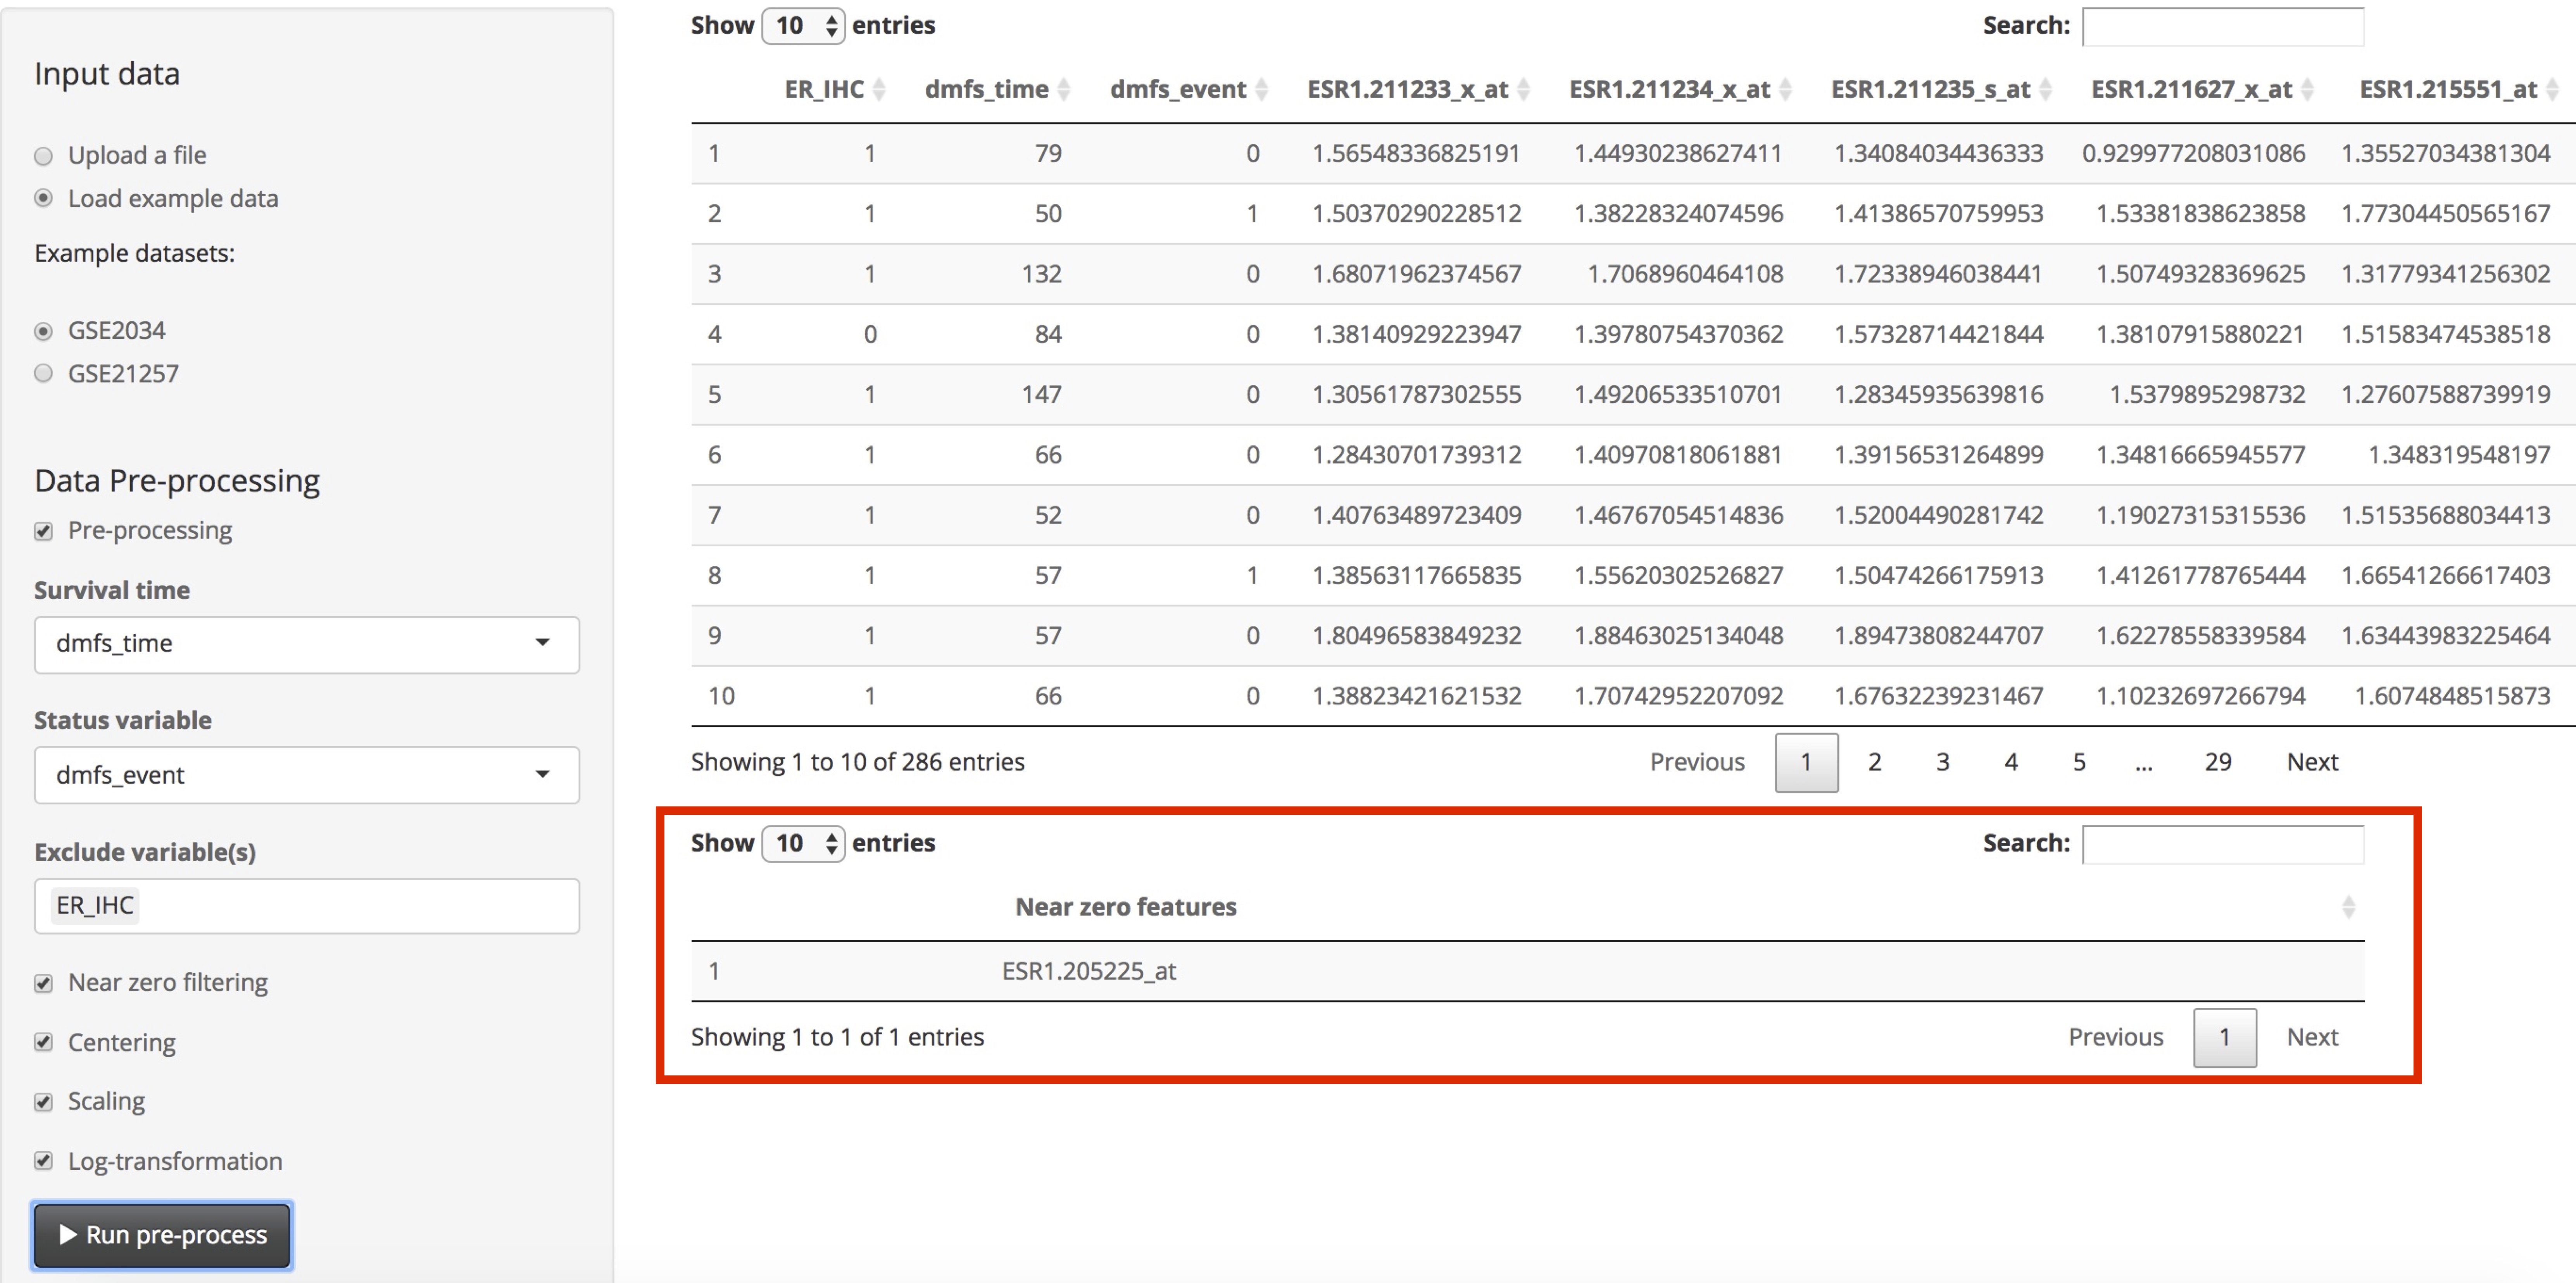 Input data
Upload a file
Load example data
Example datasets:
GSE2034
GSE21257
Data Pre-processing
Pre-processing
Survival time
dmfs_time
Status variable
dmfs_event
Exclude variable(s)
ER_IHC
Near zero filtering
Centering
Scaling
Log-transformation
Run pre-process
Show 10 entries Search:
ER_IHC dmfs_time dmfs_event ESR1.211233_x_at ESR1.211234_x_at ESR1.211235_s_at ESR1.211627_x_at ESR1.215551_at
1 1 79 0 1.56548336825191 1.44930238627411 1.34084034436333 0.929977208031086 1.35527034381304
2 1 50 1 1.50370290228512 1.38228324074596 1.41386570759953 1.53381838623858 1.77304450565167
3 1 132 0 1.68071962374567 1.7068960464108 1.72338946038441 1.50749328369625 1.31779341256302
4 0 84 0 1.38140929223947 1.39780754370362 1.57328714421844 1.38107915880221 1.51583474538518
5 1 147 0 1.30561787302555 1.49206533510701 1.28345935639816 1.5379895298732 1.27607588739919
6 1 66 0 1.28430701739312 1.40970818061881 1.39156531264899 1.34816665945577 1.348319548197
7 1 52 0 1.40763489723409 1.46767054514836 1.52004490281742 1.19027315315536 1.51535688034413
8 1 57 1 1.38563117665835 1.55620302526827 1.50474266175913 1.41261778765444 1.66541266617403
9 1 57 0 1.80496583849232 1.88463025134048 1.89473808244707 1.62278558339584 1.63443983225464
10 1 66 0 1.38823421621532 1.70742952207092 1.67632239231467 1.10232697266794 1.6074848515873
Showing 1 to 10 of 286 entries Previous 1 2 3 4 5 ... 29 Next
Show 10 entries Search:
Near zero features
1 ESR1.205225_at
Showing 1 to 1 of 1 entries Previous 1 Next